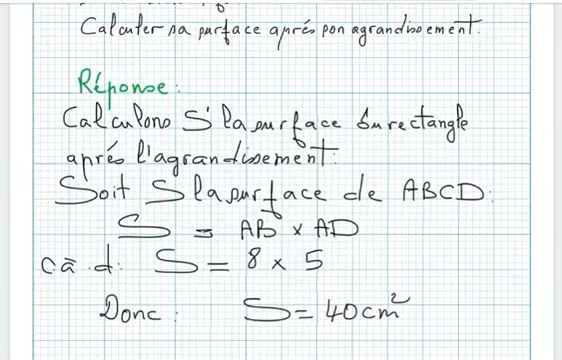 Calculer sa surface après son agrandissement.
Réponse:
Calculons S' la surface du rectangle
après l'agrandissement:
Soit S la surface de ABCD:
S = AB × AD
càd: S = 8 × 5
Donc: S = 40cm²